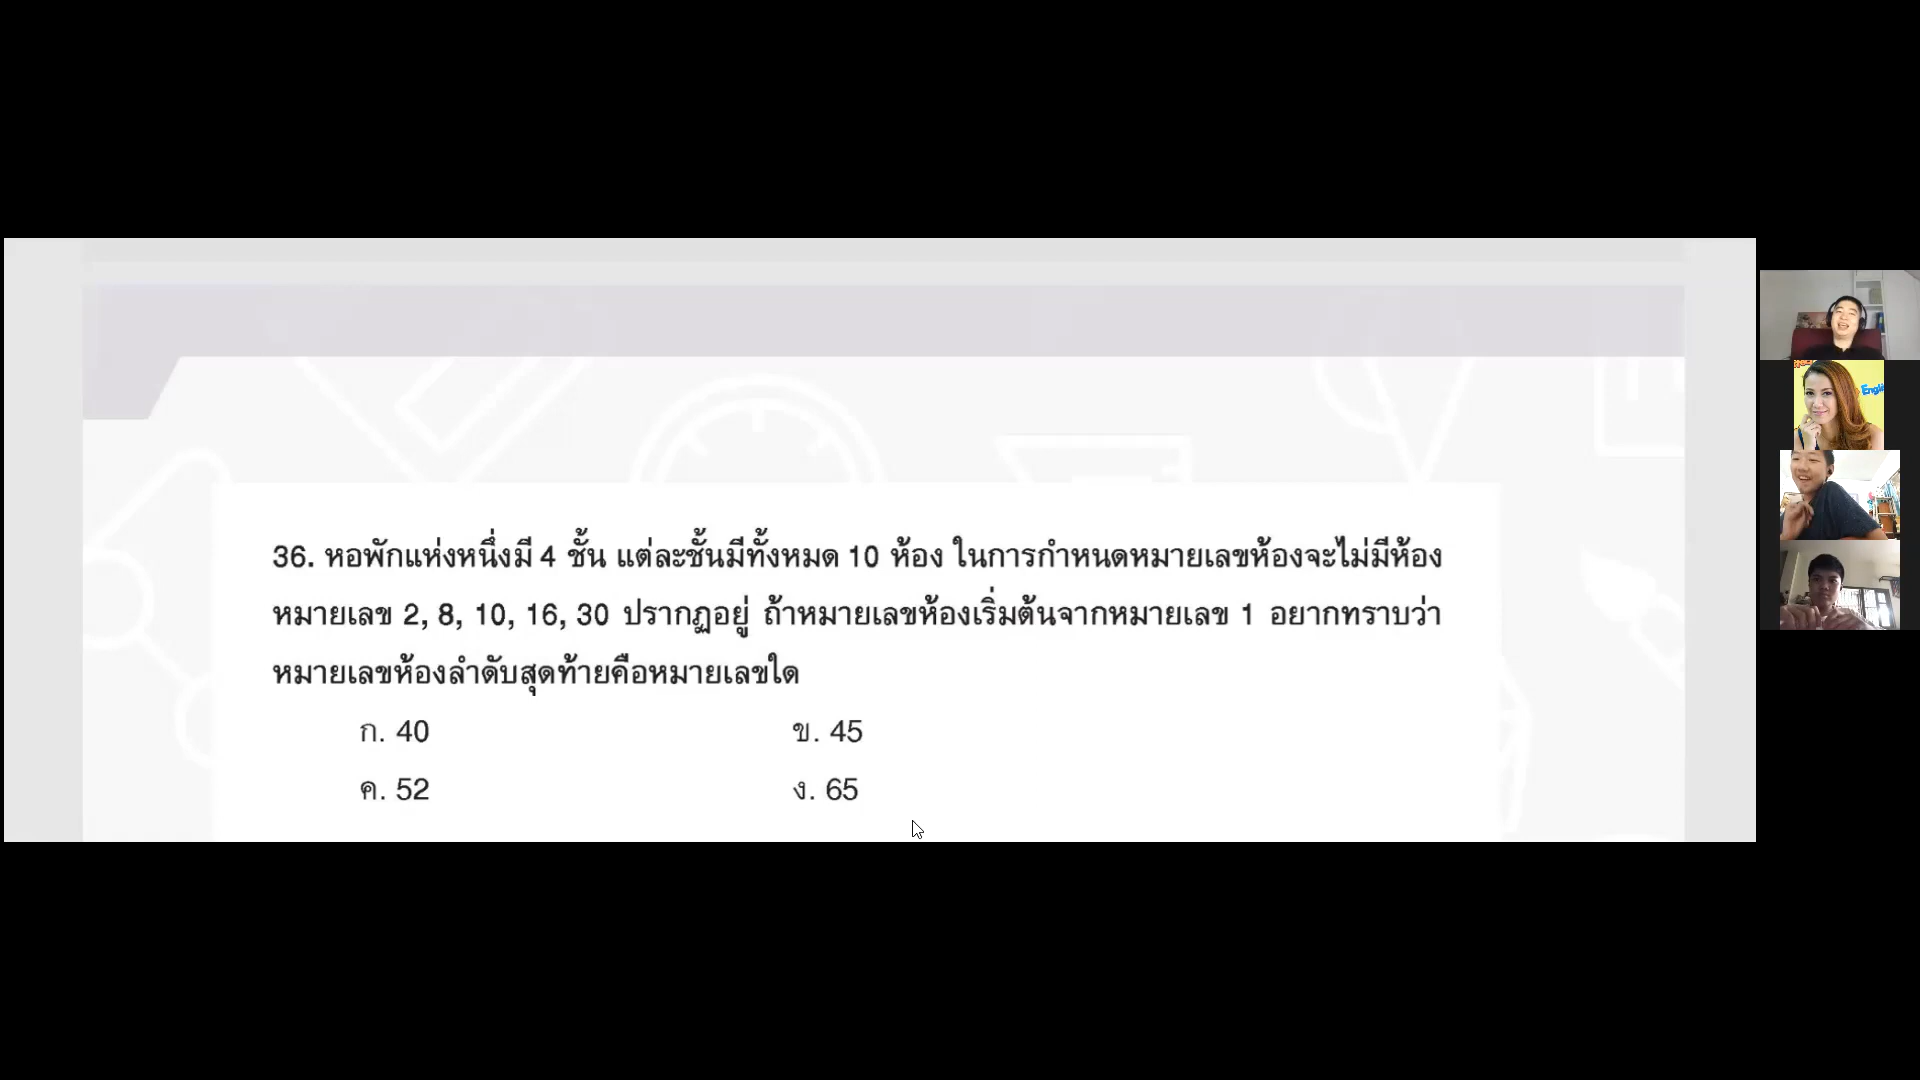 36. หอพักแห่งหนึ่งมี 4 ชั้น แต่ละชั้นมีทั้งหมด 10 ห้อง ในการกำหนดหมายเลขห้องจะไม่มีห้อง
หมายเลข 2, 8, 10, 16, 30 ปรากฏอยู่ ถ้าหมายเลขห้องเริ่มต้นจากหมายเลข 1 อยากทราบว่า
หมายเลขห้องลำดับสุดท้ายคือหมายเลขใด
ก. 40 ข. 45
ค. 52 ง. 65